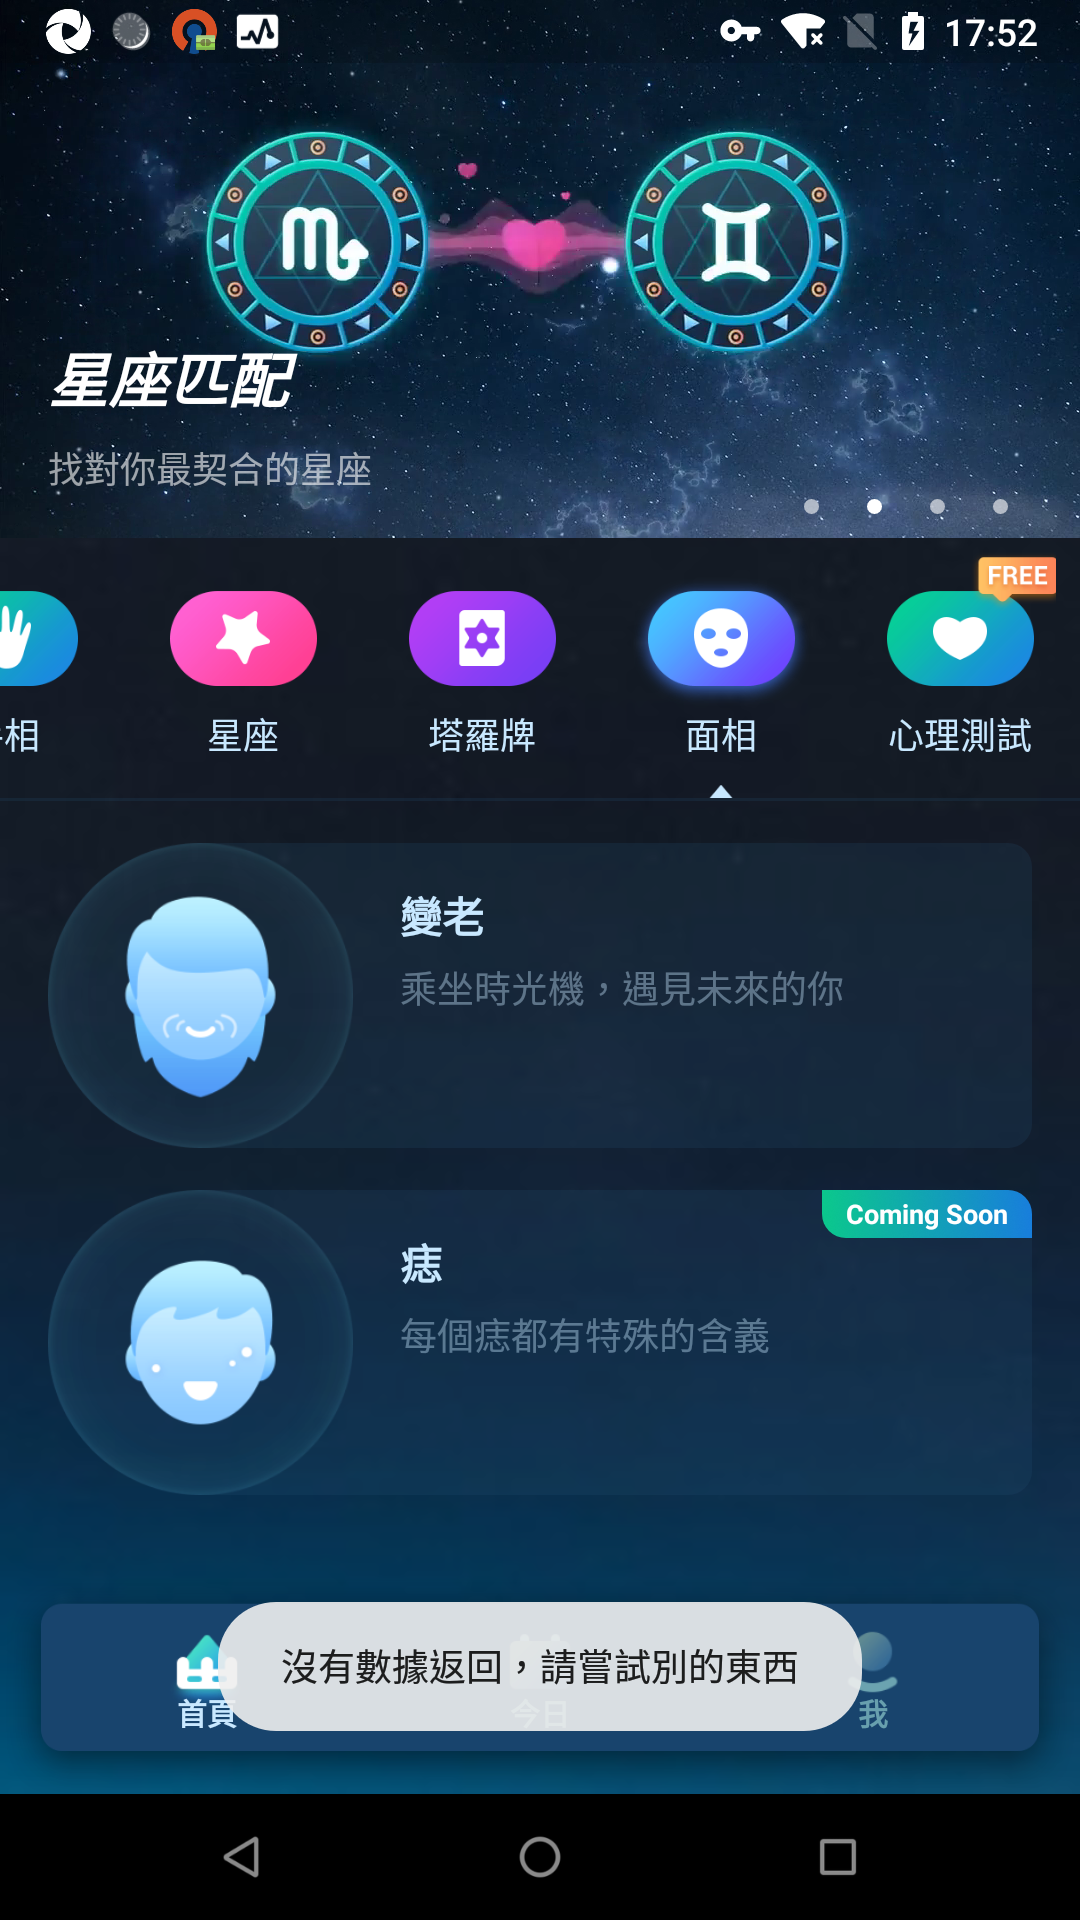 17:52
星座匹配
找對你最契合的星座
FREE
相
星座
塔羅牌
面相
心理測試
變老
乘坐時光機，遇見未來的你
Coming Soon
痣
每個痣都有特殊的含義
沒有數據返回，請嘗試別的東西
首頁
今日
我